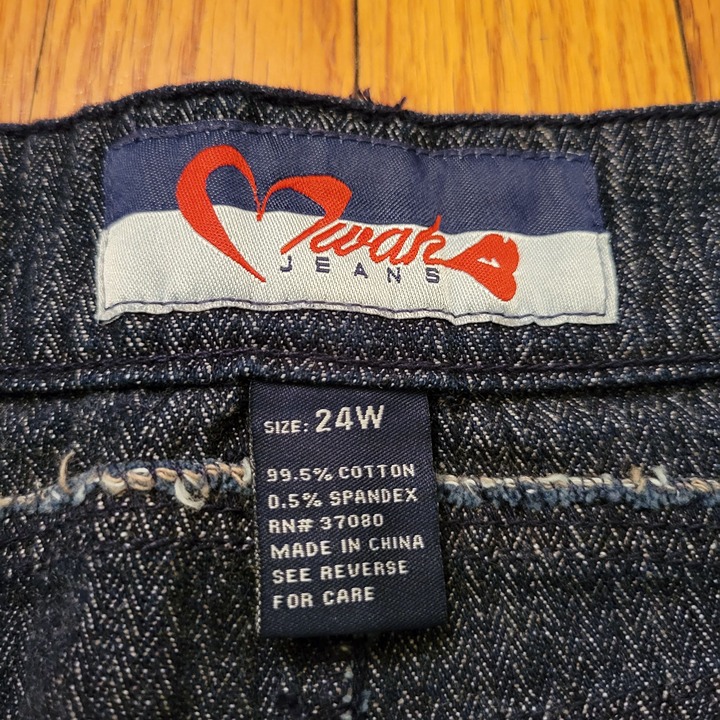 Mwah
JEANS
SIZE: 24W
99.5% COTTON
0.5% SPANDEX
RN# 37080
MADE IN CHINA
SEE REVERSE
FOR CARE